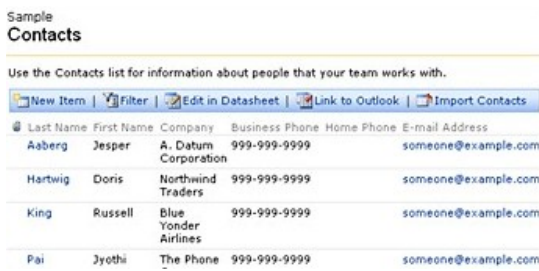 Sample
Contacts
Use the Contacts list for information about people that your team works with.
New Item | Filter | Edit in Datasheet | Link to Outlook | Import Contacts
Last Name First Name Company Business Phone Home Phone E-mail Address
Aaberg Jesper A. Datum 999-999-9999 someone@example.com
Corporation
Hartwig Doris Northwind 999-999-9999 someone@example.com
Traders
King Russell Blue 999-999-9999 someone@example.com
Yonder
Airlines
Pai Jyothi The Phone 999-999-9999 someone@example.com